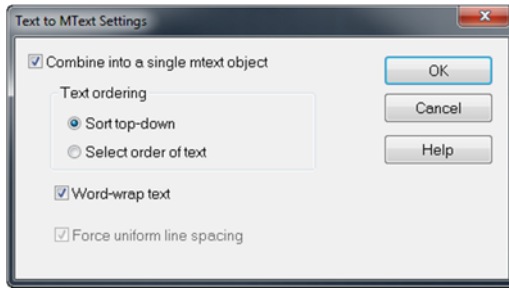 Text to MText Settings
Combine into a single mtext object
OK
Text ordering
Cancel
Sort top-down
Help
Select order of text
Word-wrap text
Force uniform line spacing